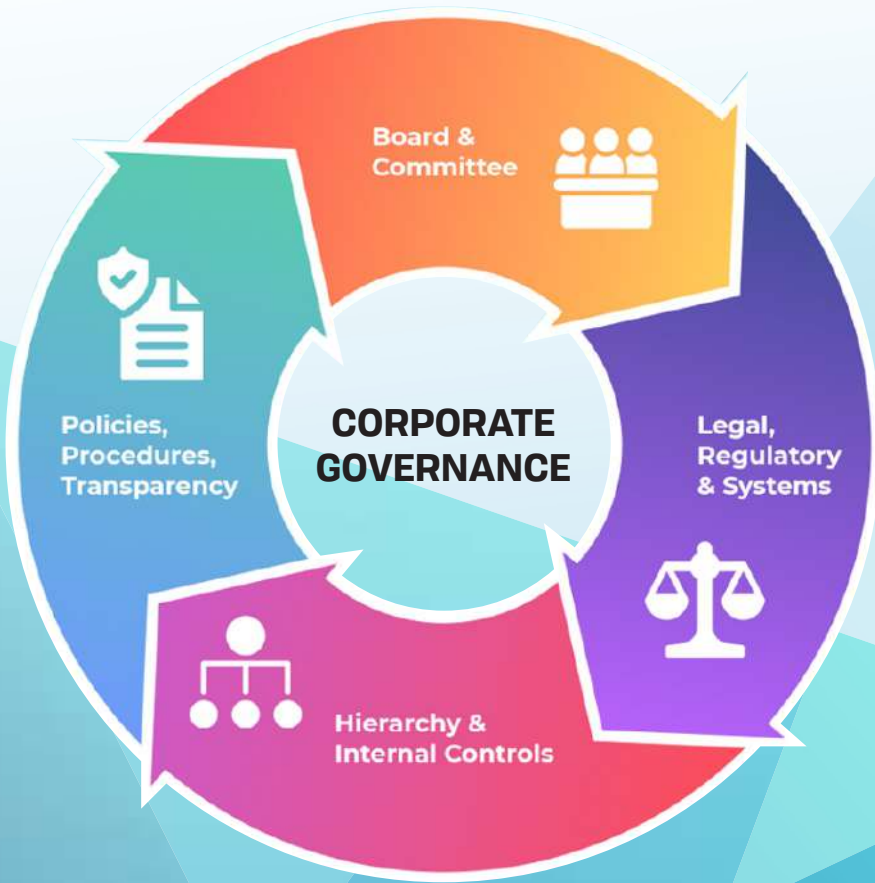 Board &
Committee
Policies,
Procedures,
Transparency
CORPORATE
GOVERNANCE
Legal,
Regulatory
& Systems
Hierarchy &
Internal Controls